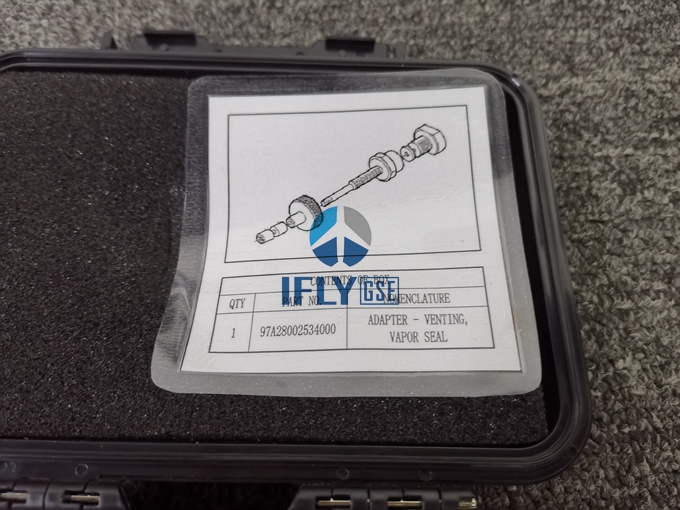 IFLY GSE
CONTENTS OF BOX
QTY PART NO. NOMENCLATURE
1 97A28002534000 ADAPTER - VENTING,
VAPOR SEAL